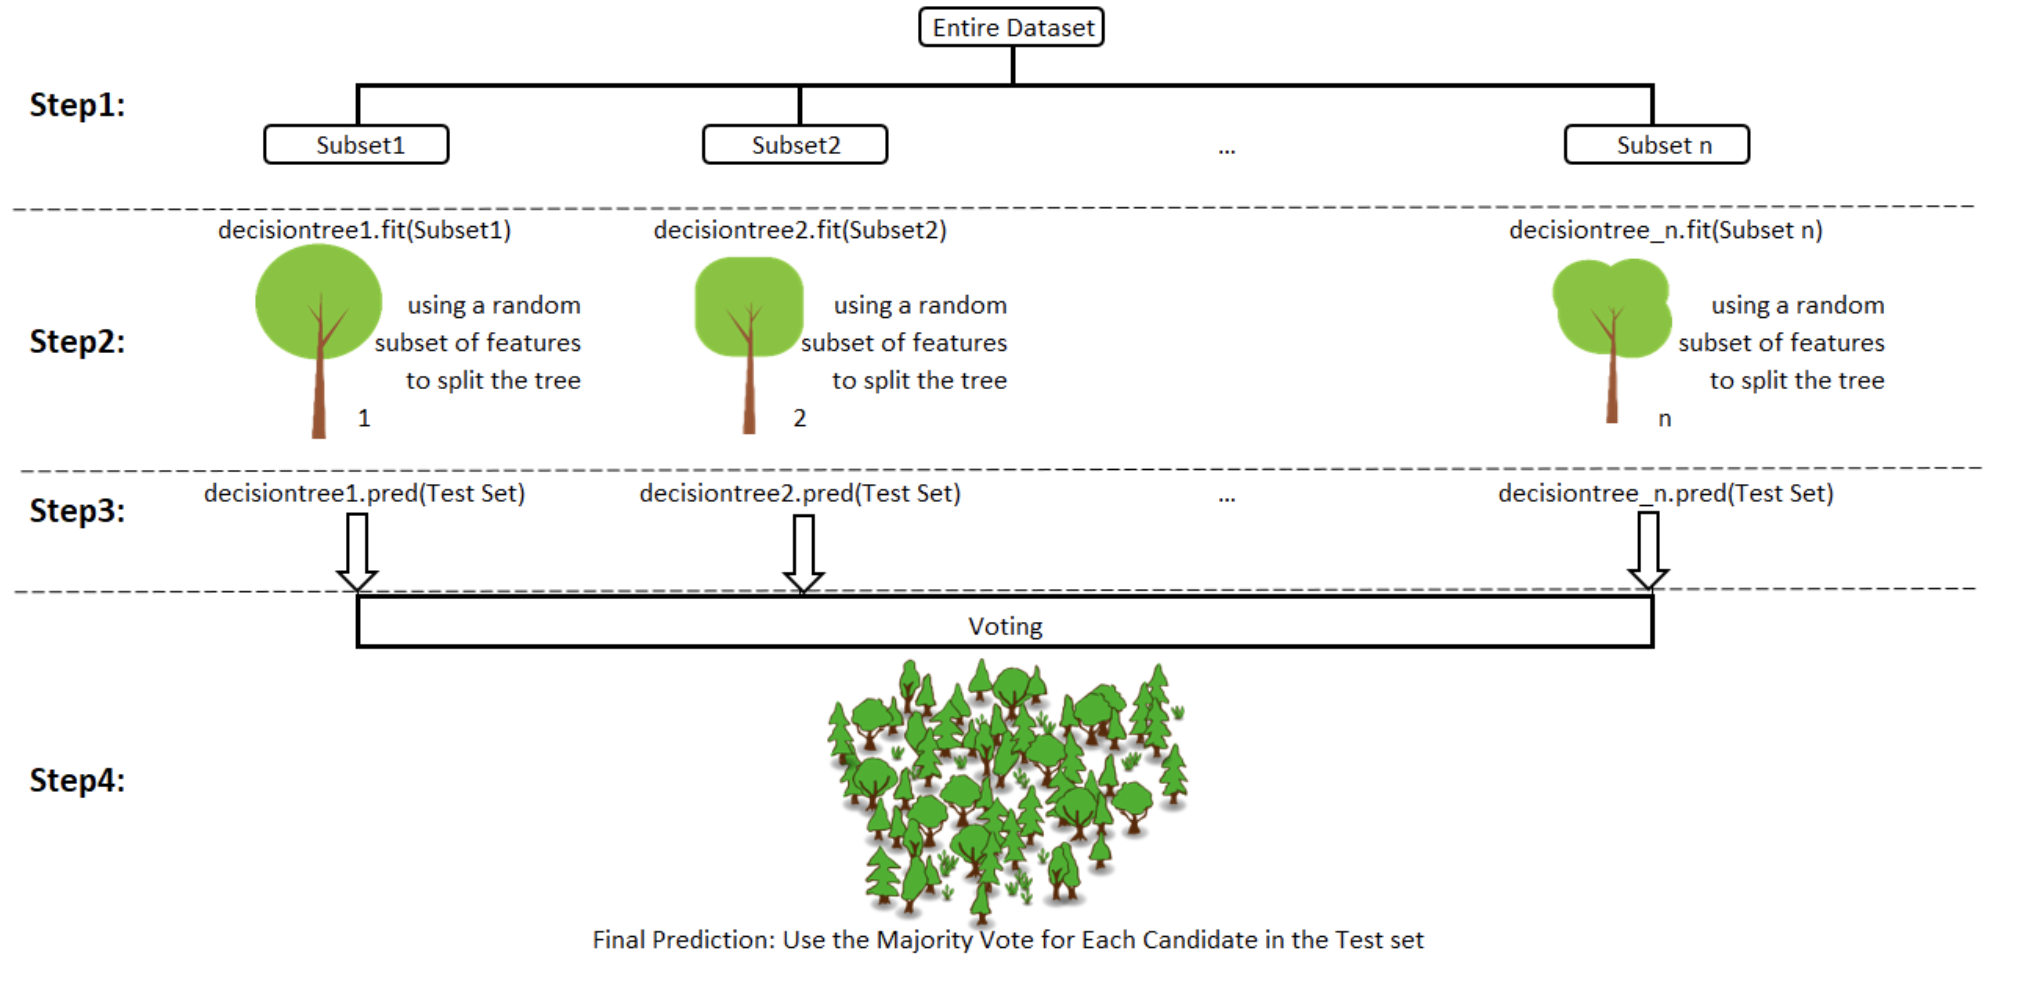 Entire Dataset
Step1:
Subset1
Subset2
...
Subset n
decisiontree1.fit(Subset1)
decisiontree2.fit(Subset2)
decisiontree_n.fit(Subset n)
Step2:
using a random
subset of features
to split the tree
1
using a random
subset of features
to split the tree
2
using a random
subset of features
to split the tree
n
Step3:
decisiontree1.pred(Test Set)
decisiontree2.pred(Test Set)
...
decisiontree_n.pred(Test Set)
Voting
Step4:
Final Prediction: Use the Majority Vote for Each Candidate in the Test set